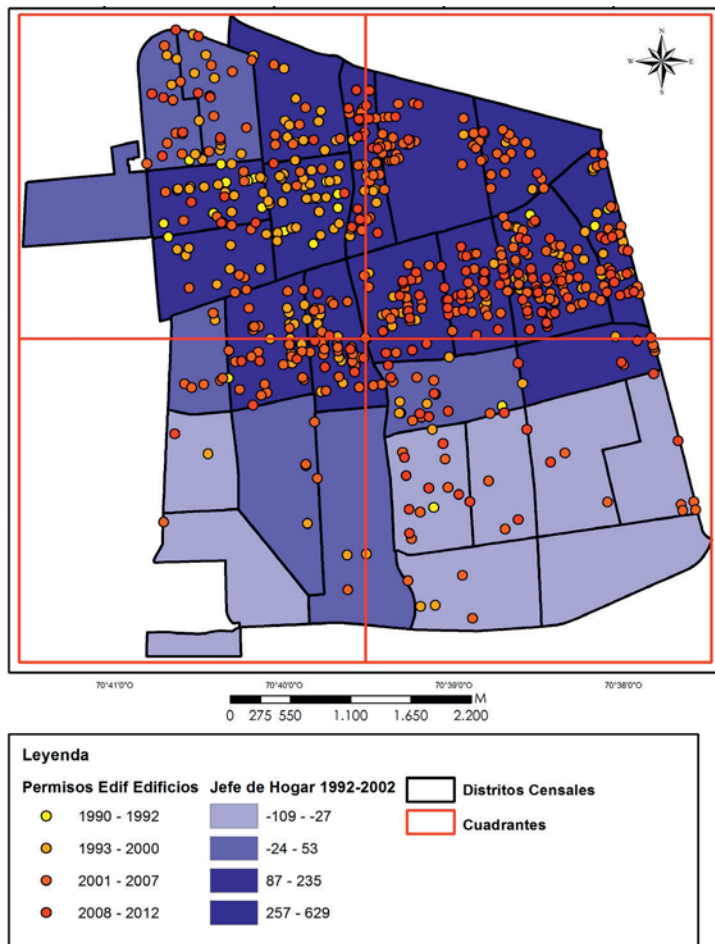 N
W E
S
70°41'0"O 70°40'0"O 70°39'0"O 70°38'0"O
M
0 275 550 1.100 1.650 2.200
Leyenda
Permisos Edif Edificios Jefe de Hogar 1992-2002 Distritos Censales
1990 - 1992 -109 - -27 Cuadrantes
1993 - 2000 -24 - 53
2001 - 2007 87 - 235
2008 - 2012 257 - 629